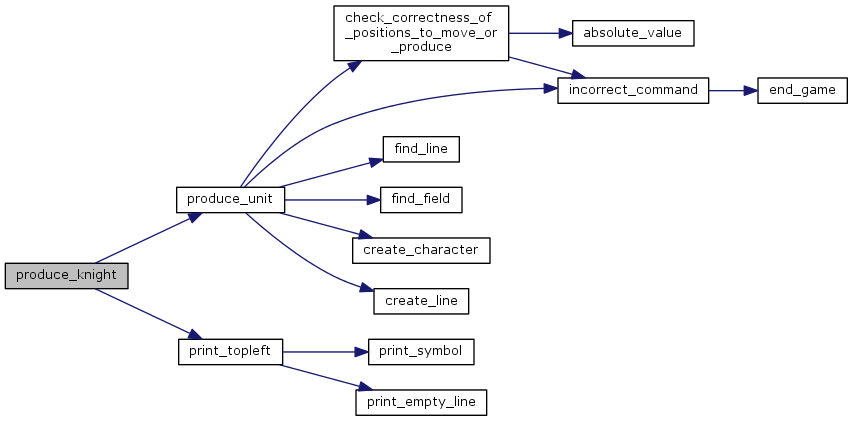 check_correctness_of
_positions_to_move_or
_produce
absolute_value
incorrect_command
end_game
find_line
produce_unit
find_field
create_character
produce_knight
create_line
print_topleft
print_symbol
print_empty_line